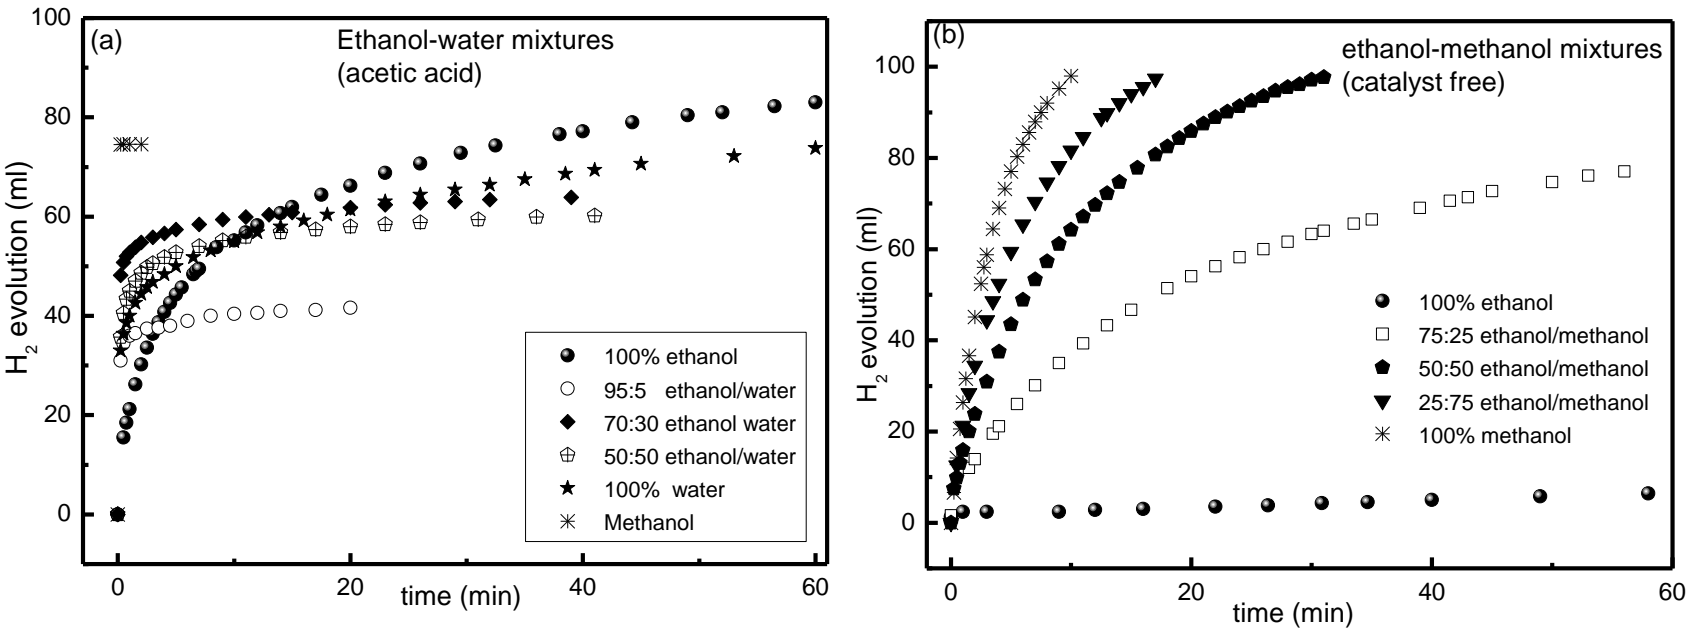 (a)
Ethanol-water mixtures
(acetic acid)
H2 evolution (ml)
100
80
60
40
20
0
100% ethanol
95:5 ethanol/water
70:30 ethanol water
50:50 ethanol/water
100% water
Methanol
0 20 40 60
time (min)
(b)
ethanol-methanol mixtures
(catalyst free)
H2 evolution (ml)
100
80
60
40
20
0
100% ethanol
75:25 ethanol/methanol
50:50 ethanol/methanol
25:75 ethanol/methanol
100% methanol
0 20 40 60
time (min)